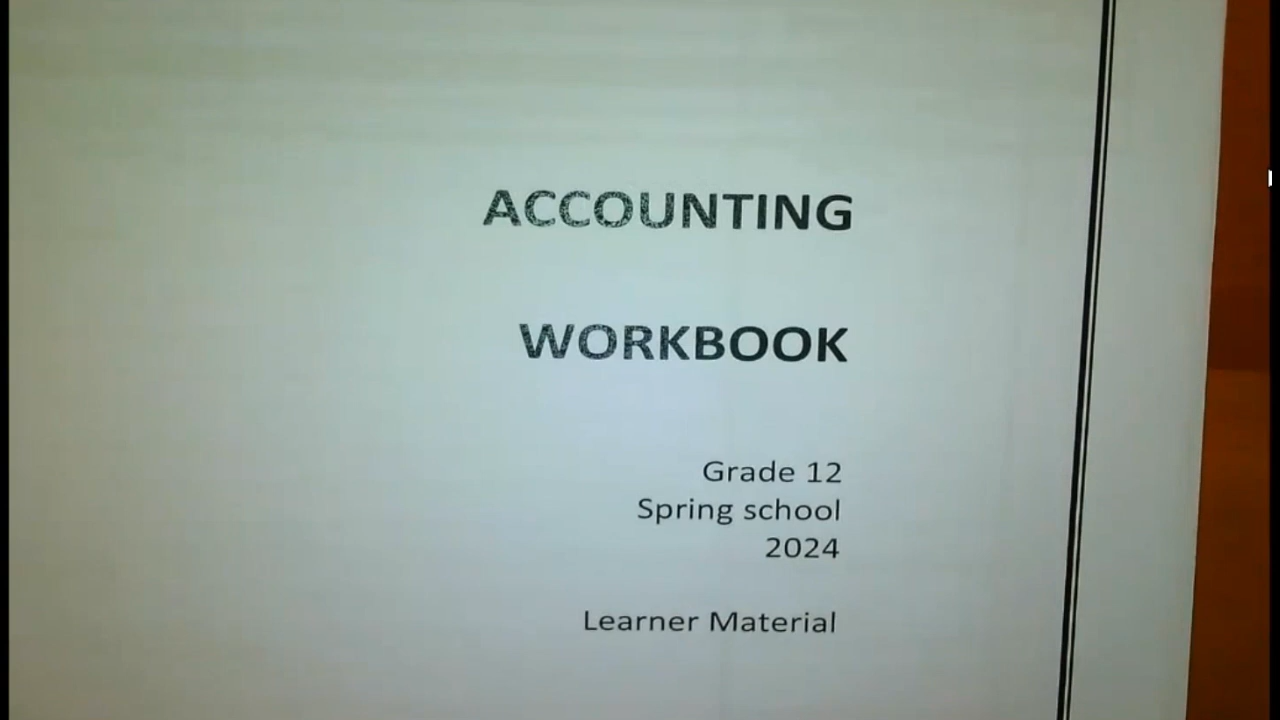 ACCOUNTING
WORKBOOK
Grade 12
Spring school
2024
Learner Material